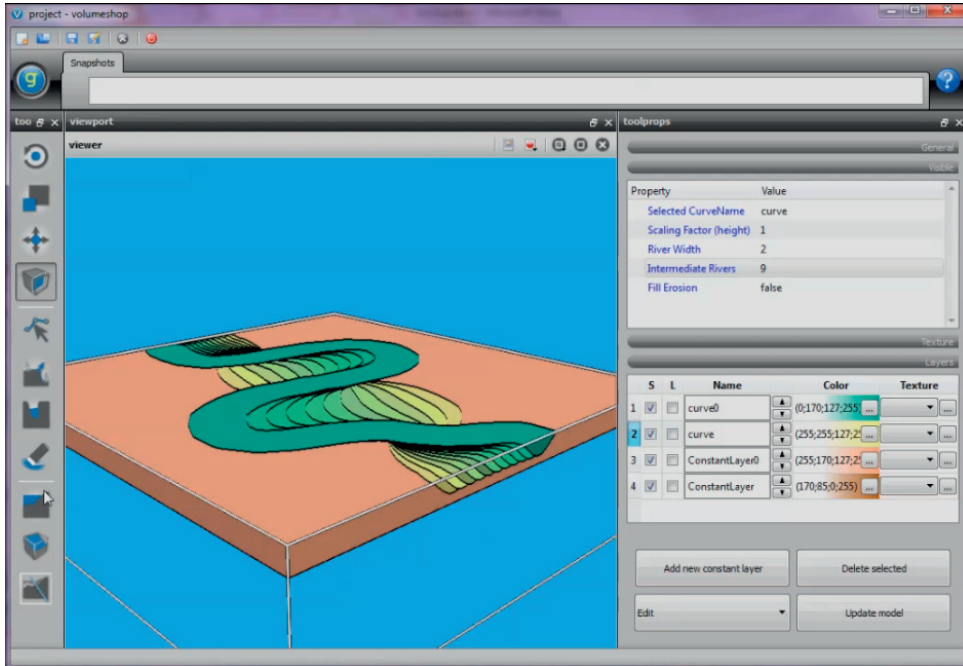 project - volumeshop
Snapshots
g
?
too
viewport
toolprops
viewer
General
Visible
Property Value
Selected CurveName curve
Scaling Factor (height) 1
River Width 2
Intermediate Rivers 9
Fill Erosion false
Texture
Layers
S L Name Color Texture
1 curve0 (0;170;127;255; ... ...
2 curve (255;255;127;2 ... ...
3 ConstantLayer0 (255;170;127;2 ... ...
4 ConstantLayer (170;85;0;255) ... ...
Add new constant layer Delete selected
Edit Update model